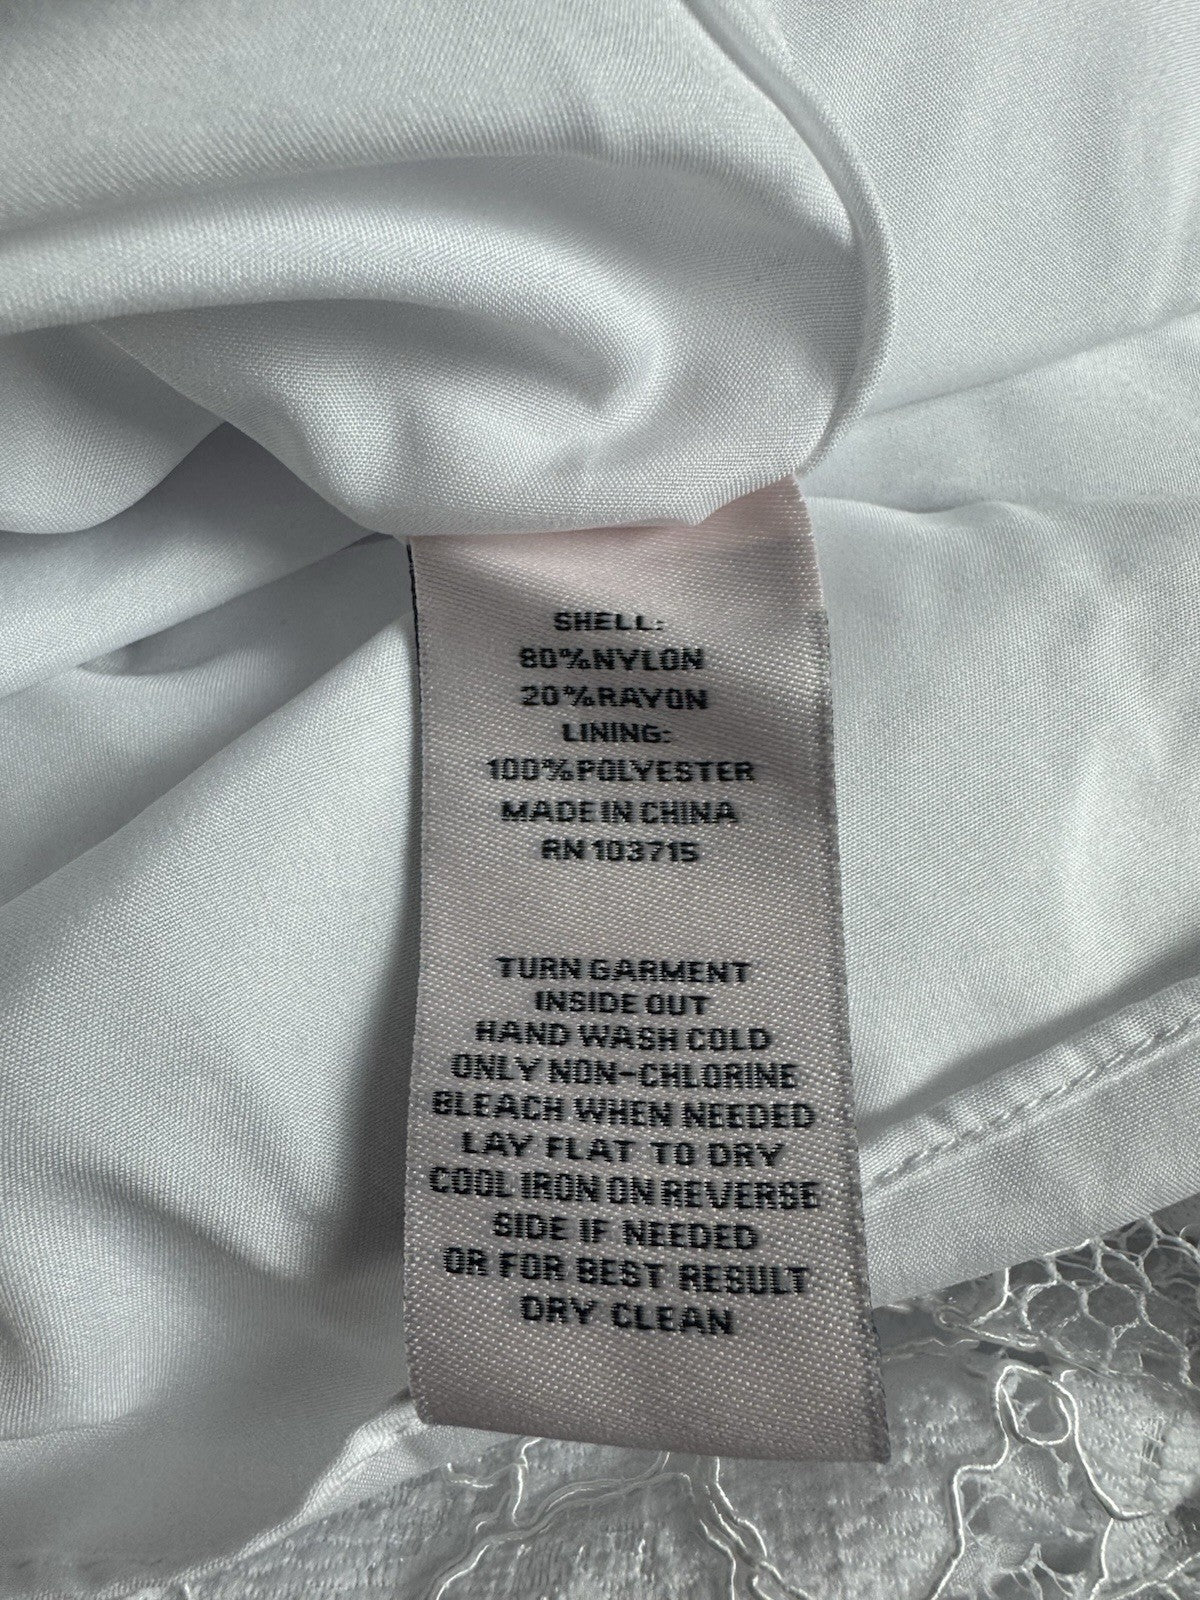 SHELL:
80%NYLON
20%RAYON
LINING:
100%POLYESTER
MADE IN CHINA
RN 103715
TURN GARMENT
INSIDE OUT
HAND WASH COLD
ONLY NON-CHLORINE
BLEACH WHEN NEEDED
LAY FLAT TO DRY
COOL IRON ON REVERSE
SIDE IF NEEDED
OR FOR BEST RESULT
DRY CLEAN